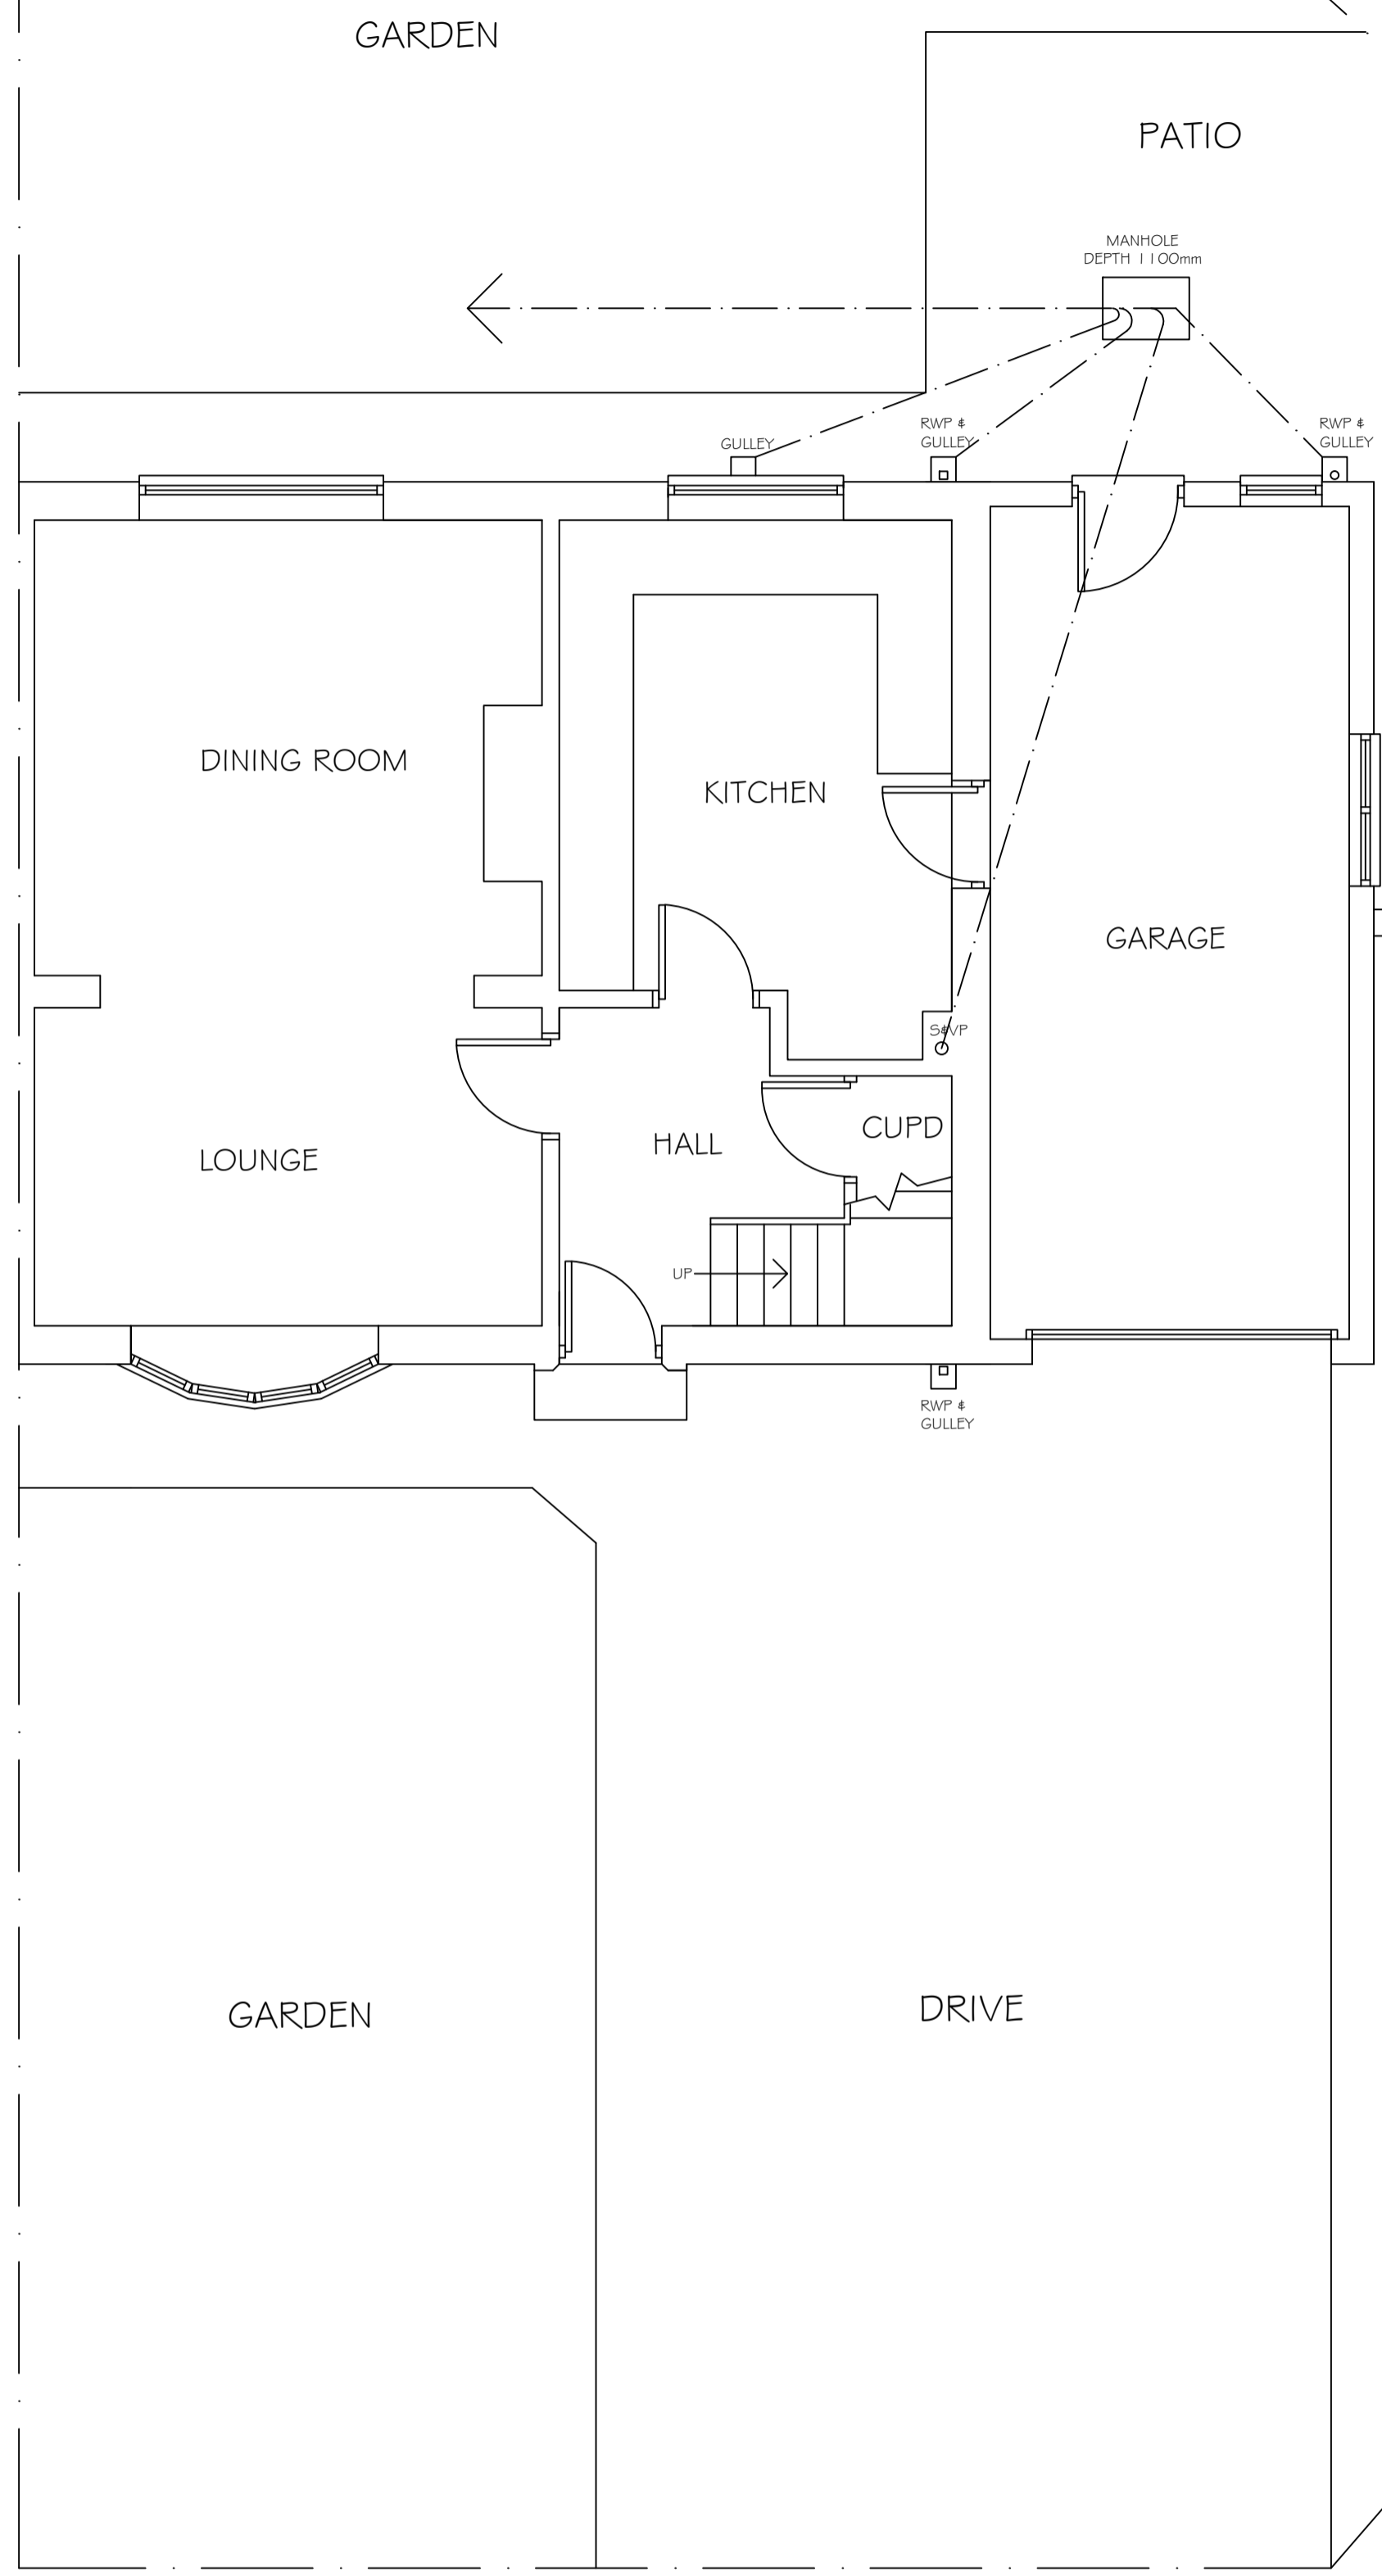 GARDEN
PATIO
MANHOLE
DEPTH 1100mm
GULLEY
RWP &
GULLEY
RWP &
GULLEY
DINING ROOM
KITCHEN
GARAGE
S&VP
CUPD
HALL
LOUNGE
UP
RWP &
GULLEY
GARDEN
DRIVE